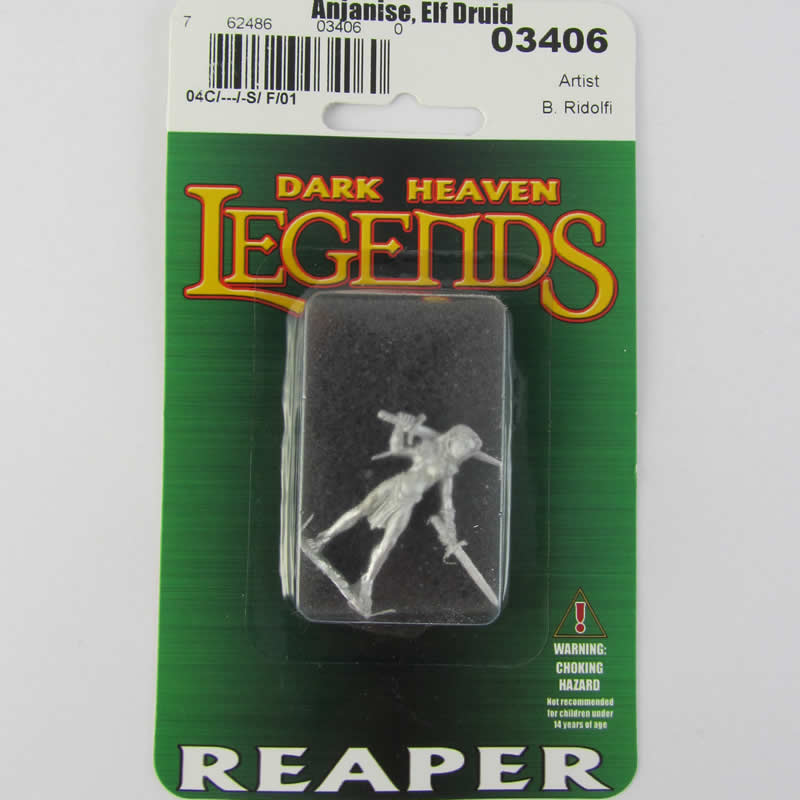 Anjanise, Elf Druid
7 62486 03406 0
03406
04C/---/-S/ F/01
Artist
B. Ridolfi
DARK HEAVEN
LEGENDS
!
WARNING:
CHOKING
HAZARD
Not recommended
for children under
14 years of age
REAPER